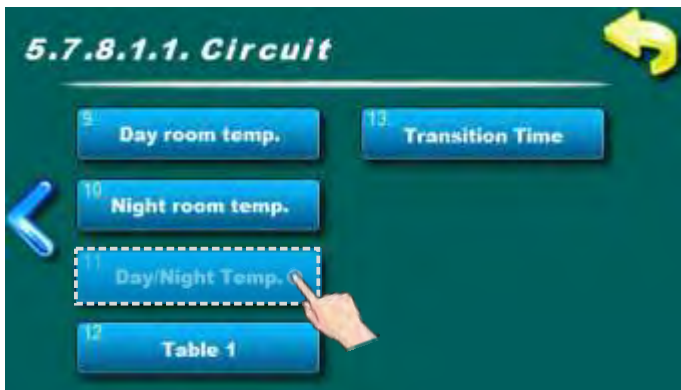 5.7.8.1.1. Circuit
9 Day room temp.
10 Night room temp.
11 Day/Night Temp.
12 Table 1
13 Transition Time